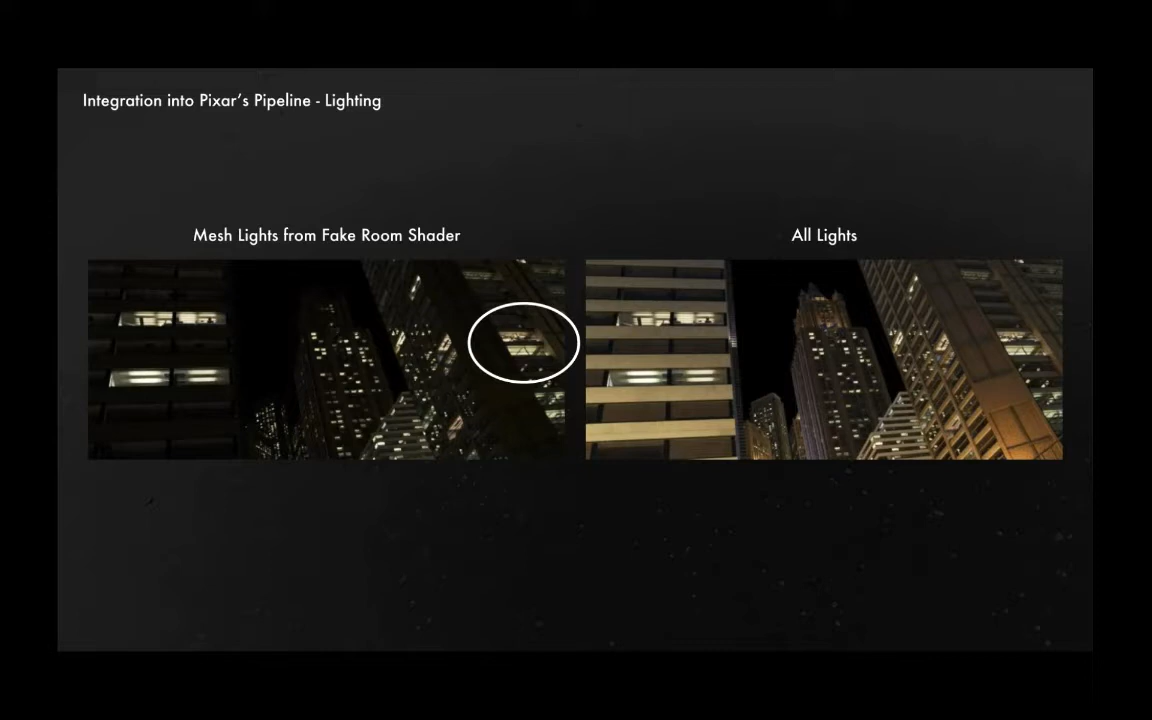 Integration into Pixar's Pipeline - Lighting
Mesh Lights from Fake Room Shader
All Lights